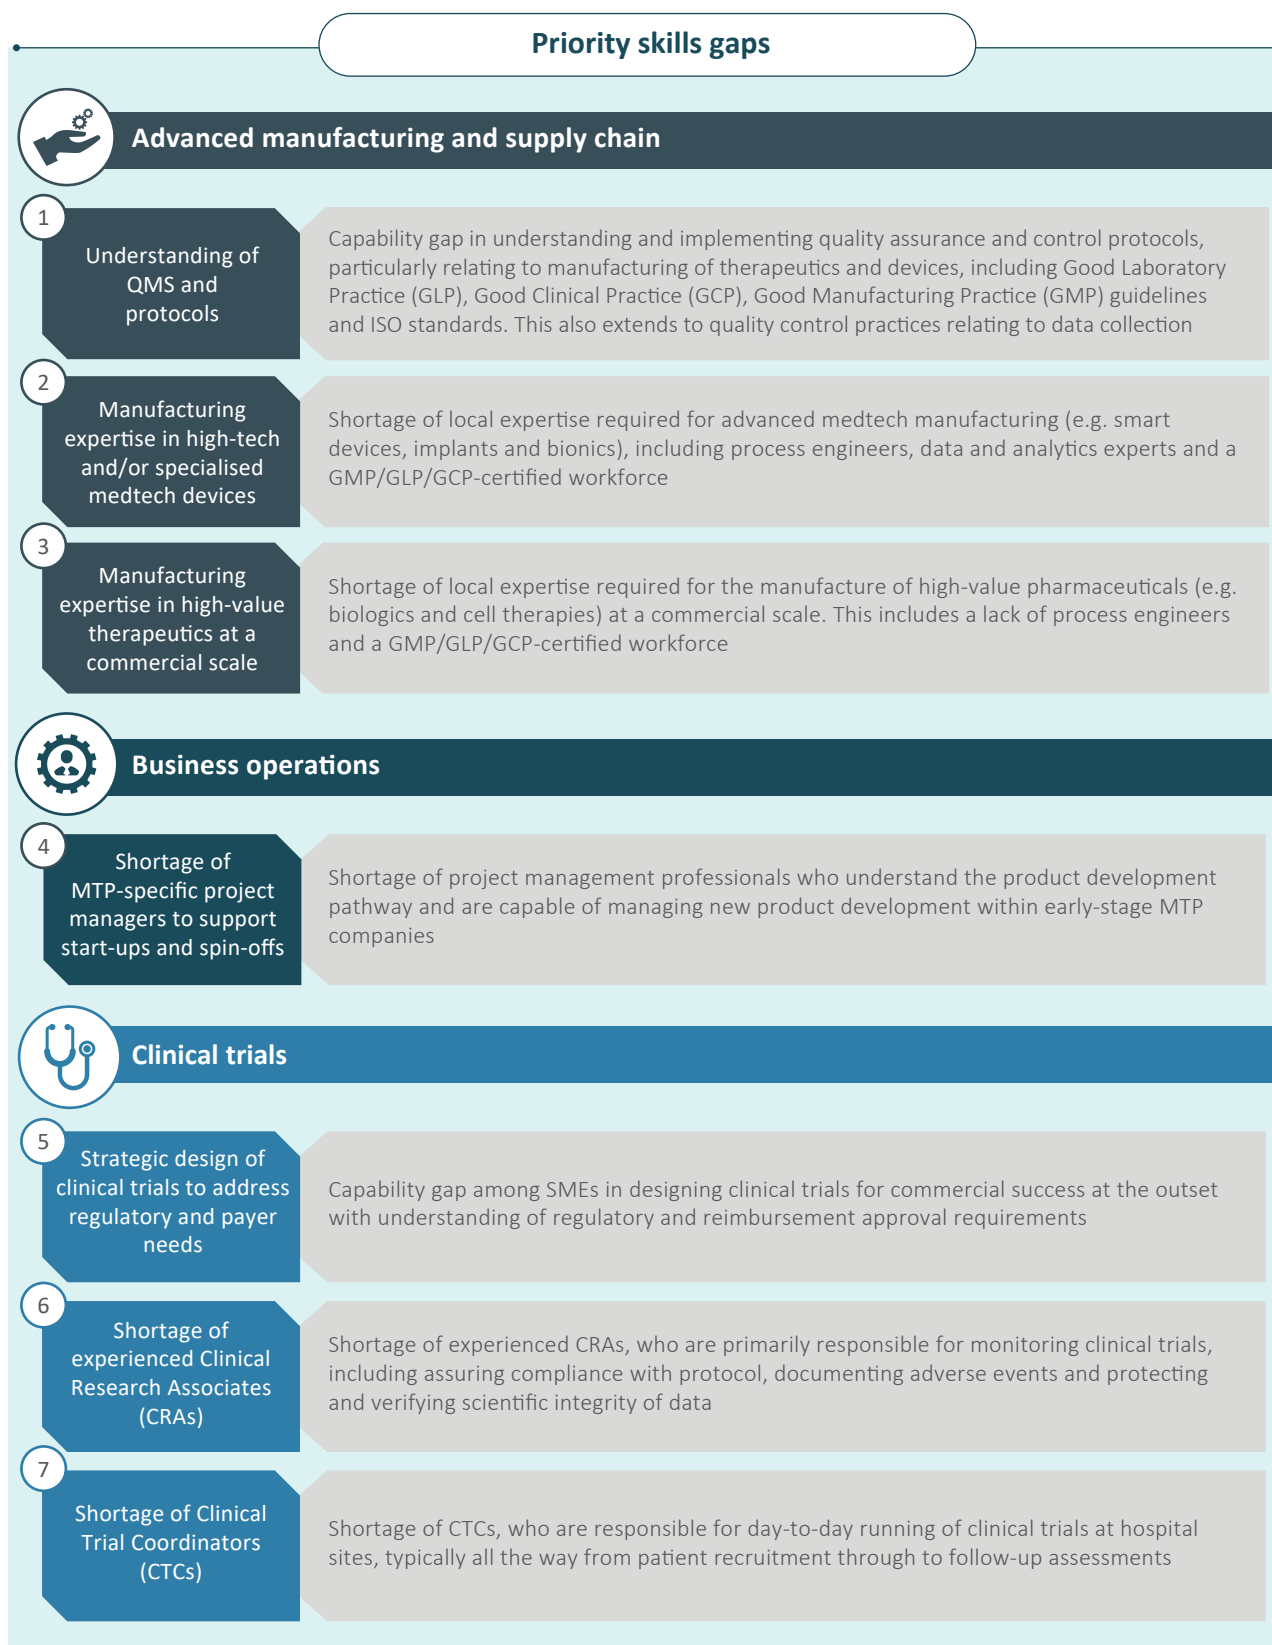 Priority skills gaps
Advanced manufacturing and supply chain
1
Understanding of
QMS and
protocols
Capability gap in understanding and implementing quality assurance and control protocols,
particularly relating to manufacturing of therapeutics and devices, including Good Laboratory
Practice (GLP), Good Clinical Practice (GCP), Good Manufacturing Practice (GMP) guidelines
and ISO standards. This also extends to quality control practices relating to data collection
2
Manufacturing
expertise in high-tech
and/or specialised
medtech devices
Shortage of local expertise required for advanced medtech manufacturing (e.g. smart
devices, implants and bionics), including process engineers, data and analytics experts and a
GMP/GLP/GCP-certified workforce
3
Manufacturing
expertise in high-value
therapeutics at a
commercial scale
Shortage of local expertise required for the manufacture of high-value pharmaceuticals (e.g.
biologics and cell therapies) at a commercial scale. This includes a lack of process engineers
and a GMP/GLP/GCP-certified workforce
Business operations
4
Shortage of
MTP-specific project
managers to support
start-ups and spin-offs
Shortage of project management professionals who understand the product development
pathway and are capable of managing new product development within early-stage MTP
companies
Clinical trials
5
Strategic design of
clinical trials to address
regulatory and payer
needs
Capability gap among SMEs in designing clinical trials for commercial success at the outset
with understanding of regulatory and reimbursement approval requirements
6
Shortage of
experienced Clinical
Research Associates
(CRAs)
Shortage of experienced CRAs, who are primarily responsible for monitoring clinical trials,
including assuring compliance with protocol, documenting adverse events and protecting
and verifying scientific integrity of data
7
Shortage of Clinical
Trial Coordinators
(CTCs)
Shortage of CTCs, who are responsible for day-to-day running of clinical trials at hospital
sites, typically all the way from patient recruitment through to follow-up assessments